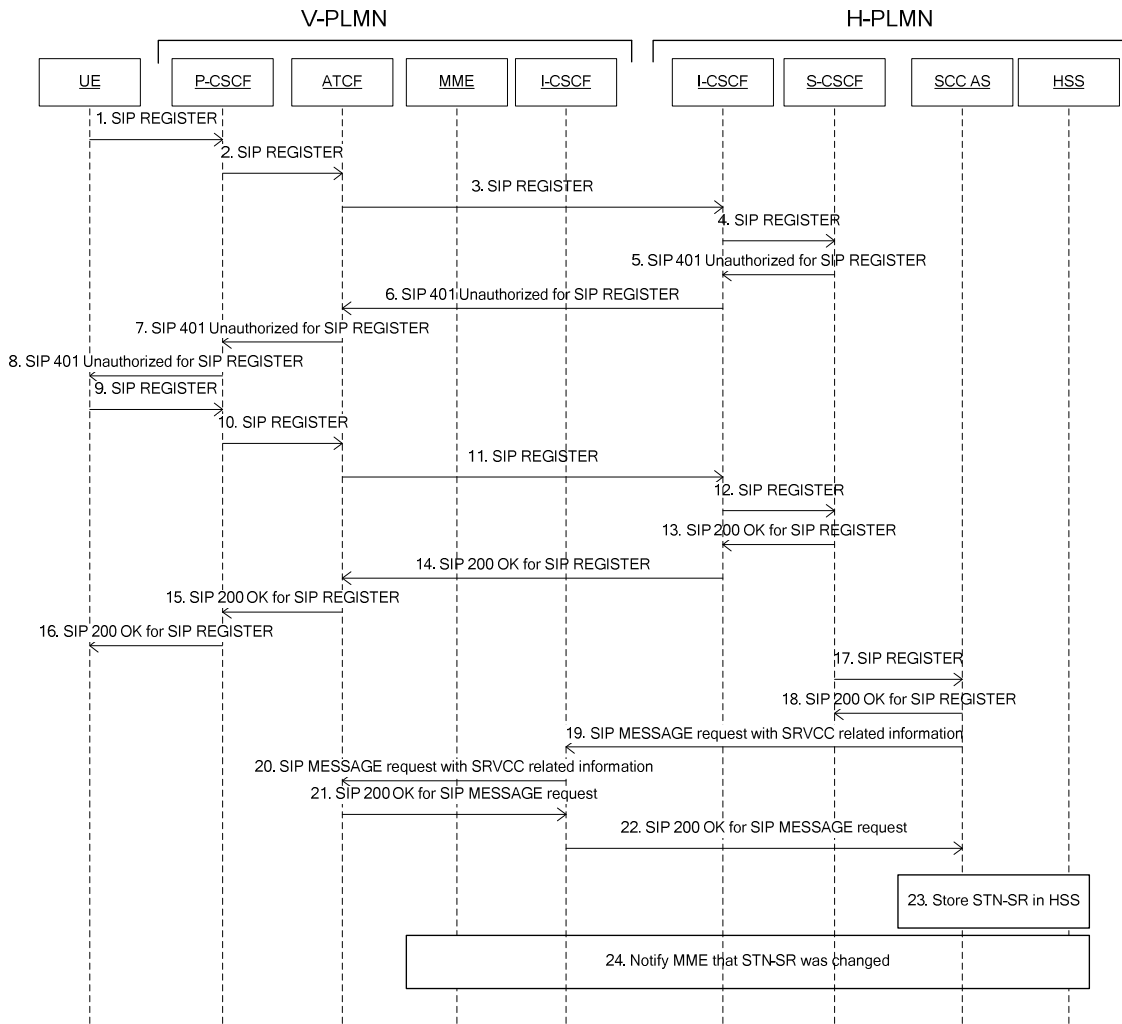 V-PLMN
H-PLMN
UE
P-CSCF
ATCF
MME
I-CSCF
I-CSCF
S-CSCF
SCC AS
HSS
1. SIP REGISTER
2. SIP REGISTER
3. SIP REGISTER
4. SIP REGISTER
5. SIP 401 Unauthorized for SIP REGISTER
6. SIP 401 Unauthorized for SIP REGISTER
7. SIP 401 Unauthorized for SIP REGISTER
8. SIP 401 Unauthorized for SIP REGISTER
9. SIP REGISTER
10. SIP REGISTER
11. SIP REGISTER
12. SIP REGISTER
13. SIP 200 OK for SIP REGISTER
14. SIP 200 OK for SIP REGISTER
15. SIP 200 OK for SIP REGISTER
16. SIP 200 OK for SIP REGISTER
17. SIP REGISTER
18. SIP 200 OK for SIP REGISTER
19. SIP MESSAGE request with SRVCC related information
20. SIP MESSAGE request with SRVCC related information
21. SIP 200 OK for SIP MESSAGE request
22. SIP 200 OK for SIP MESSAGE request
23. Store STN-SR in HSS
24. Notify MME that STN-SR was changed